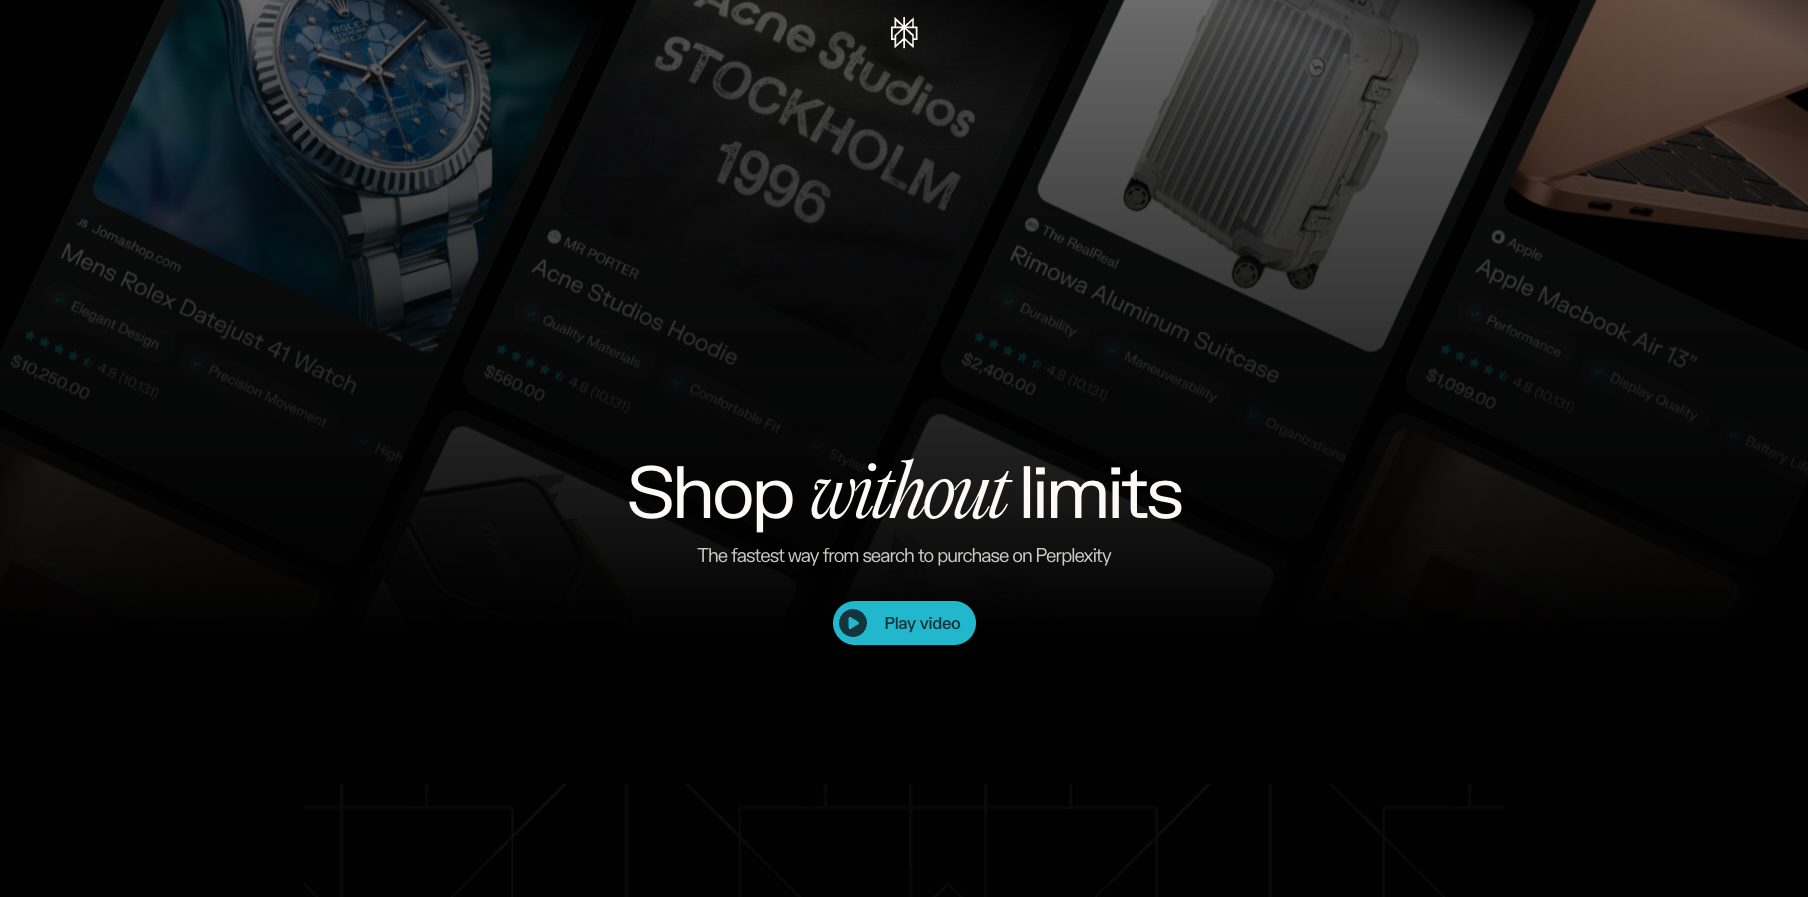 ROLEX
Acne Studios
STOCKHOLM
1996
Jomashop.com
Mens Rolex Datejust 41 Watch
Elegant Design
Precision Movement
High
4.8 (10,131)
$10,250.00
MR PORTER
Acne Studios Hoodie
Quality Materials
Comfortable Fit
Stylish
4.8 (10,131)
$560.00
The RealReal
Rimowa Aluminum Suitcase
Durability
Maneuverability
Organizationa
4.8 (10,131)
$2,400.00
Apple
Apple Macbook Air 13"
Performance
Display Quality
Battery Life
4.8 (10,131)
$1,099.00
Shop without limits
The fastest way from search to purchase on Perplexity
Play video